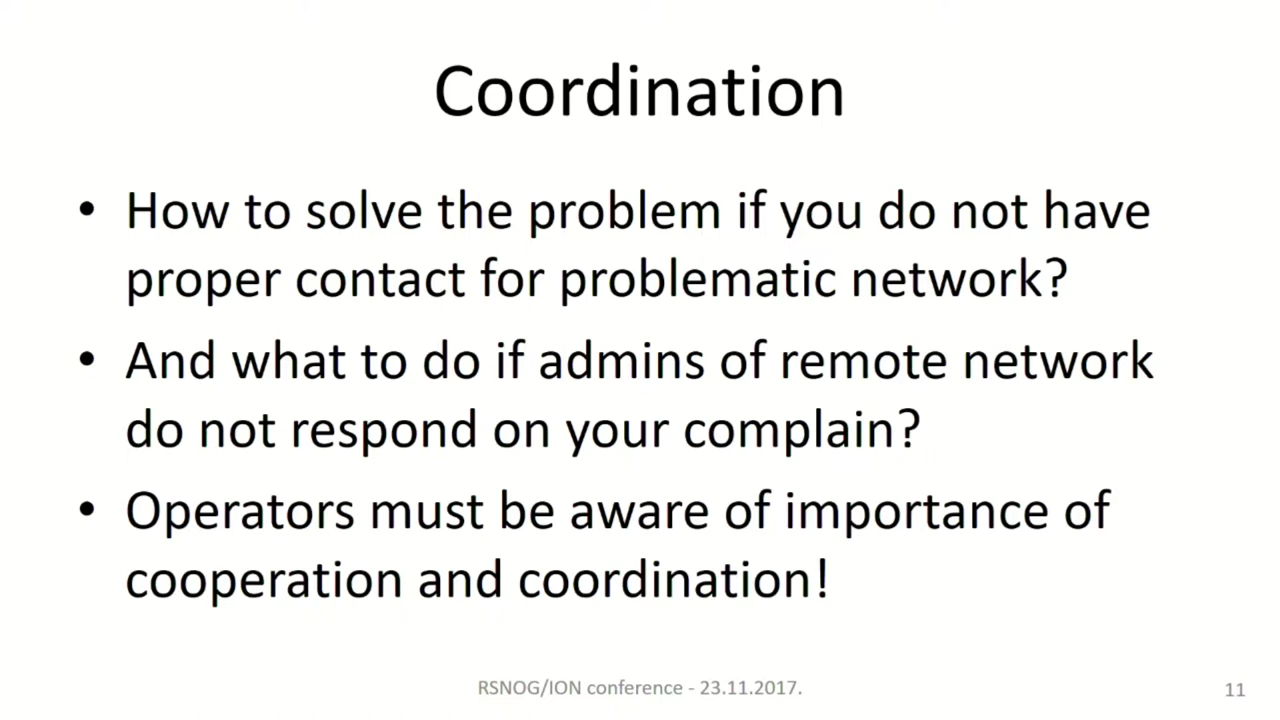 Coordination
• How to solve the problem if you do not have
proper contact for problematic network?
• And what to do if admins of remote network
do not respond on your complain?
• Operators must be aware of importance of
cooperation and coordination!
RSNOG/ION conference - 23.11.2017.
11